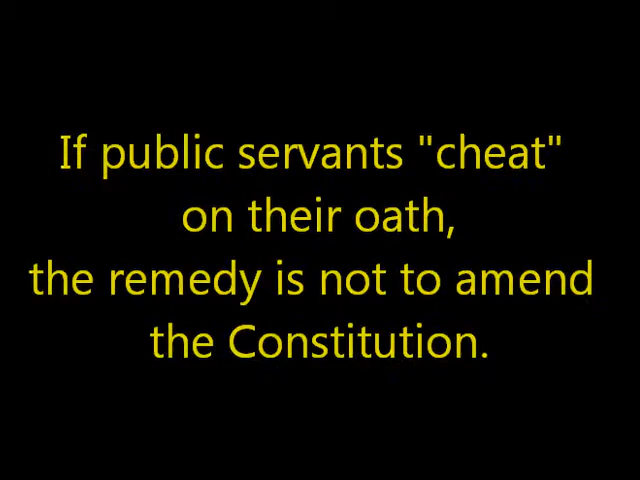 If public servants "cheat"
on their oath,
the remedy is not to amend
the Constitution.